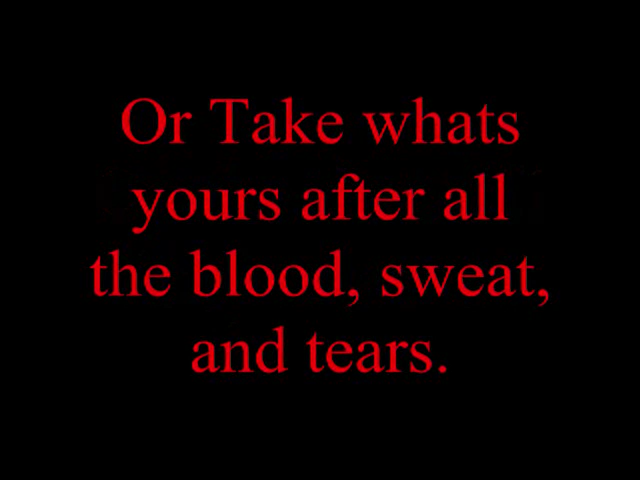 Or Take whats
yours after all
the blood, sweat,
and tears.